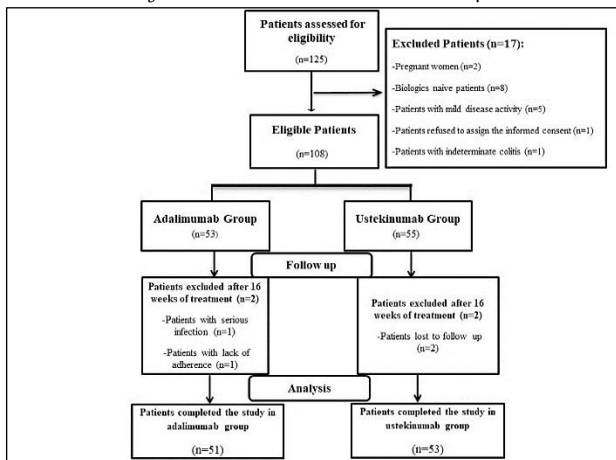 Patients assessed for
eligibility
(n=125)
Excluded Patients (n=17):
-Pregnant women (n=2)
-Biologics naive patients (n=8)
-Patients with mild disease activity (n=5)
-Patients refused to assign the informed consent (n=1)
-Patients with indeterminate colitis (n=1)
Eligible Patients
(n=108)
Adalimumab Group
(n=53)
Ustekinumab Group
(n=55)
Follow up
Patients excluded after 16
weeks of treatment (n=2)
-Patients with serious
infection (n=1)
-Patients with lack of
adherence (n=1)
Patients excluded after 16
weeks of treatment (n=2)
-Patients lost to follow up
(n=2)
Analysis
Patients completed the study in
adalimumab group
(n=51)
Patients completed the study in
ustekinumab group
(n=53)